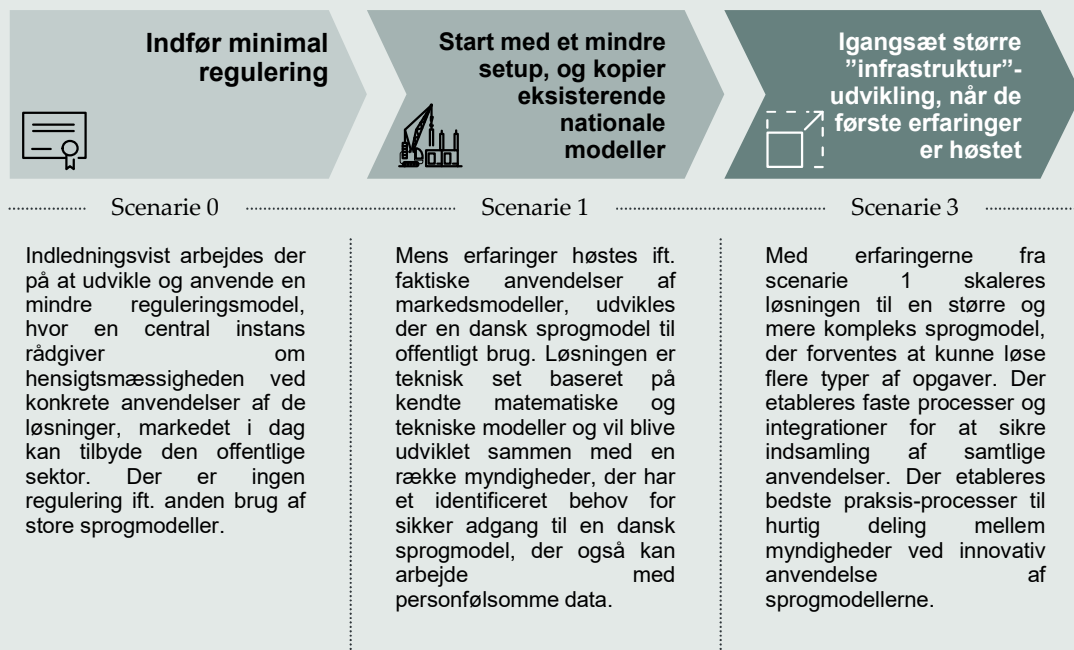 Indfør minimal
regulering
Start med et mindre
setup, og kopier
eksisterende
nationale
modeller
Igangsæt større
”infrastruktur”-
udvikling, når de
første erfaringer
er høstet
Scenarie 0
Scenarie 1
Scenarie 3
Indledningsvist arbejdes der
på at udvikle og anvende en
mindre reguleringsmodel,
hvor en central instans
rådgiver om
hensigtsmæssigheden ved
konkrete anvendelser af de
løsninger, markedet i dag
kan tilbyde den offentlige
sektor. Der er ingen
regulering ift. anden brug af
store sprogmodeller.
Mens erfaringer høstes ift.
faktiske anvendelser af
markedsmodeller, udvikles
der en dansk sprogmodel til
offentligt brug. Løsningen er
teknisk set baseret på
kendte matematiske og
tekniske modeller og vil blive
udviklet sammen med en
række myndigheder, der har
et identificeret behov for
sikker adgang til en dansk
sprogmodel, der også kan
arbejde med
personfølsomme data.
Med erfaringerne fra
scenarie 1 skaleres
løsningen til en større og
mere kompleks sprogmodel,
der forventes at kunne løse
flere typer af opgaver. Der
etableres faste processer og
integrationer for at sikre
indsamling af samtlige
anvendelser. Der etableres
bedste praksis-processer til
hurtig deling mellem
myndigheder ved innovativ
anvendelse af
sprogmodellerne.